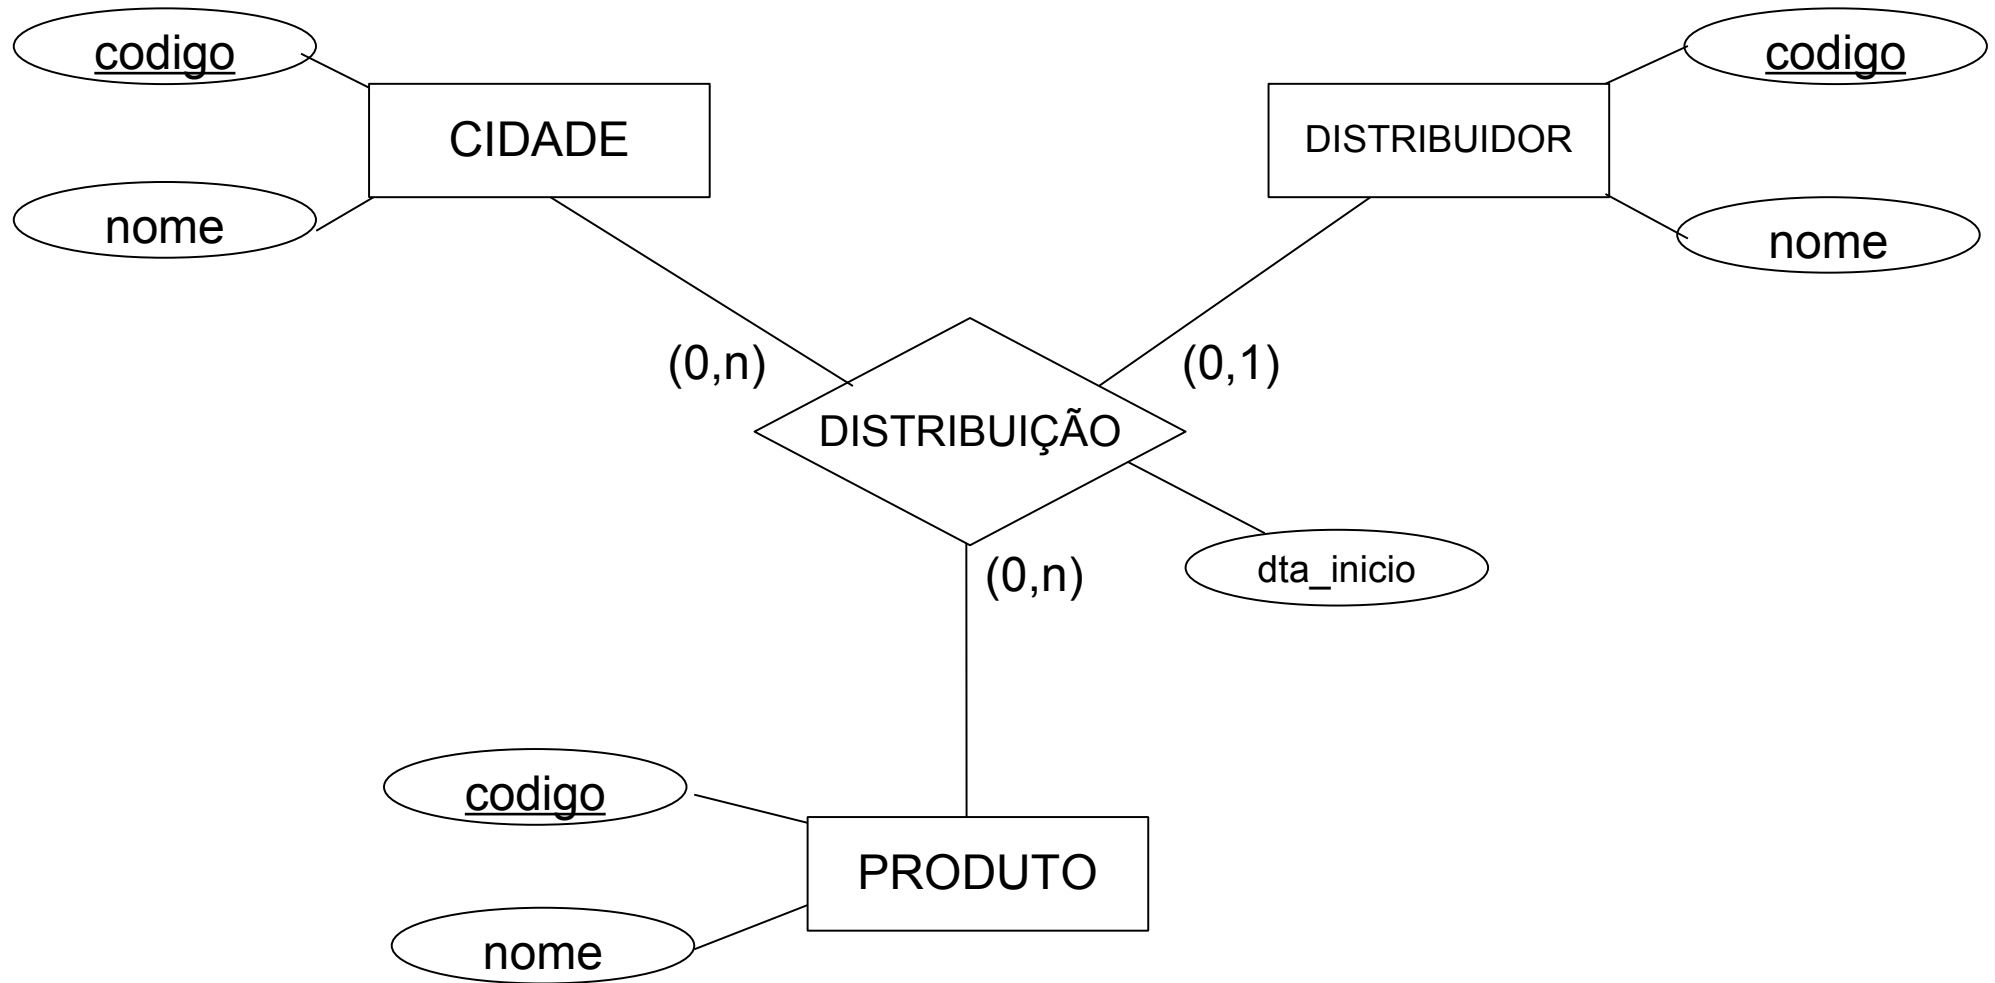 codigo
codigo
CIDADE
DISTRIBUIDOR
nome
nome
(0,n)
(0,1)
DISTRIBUIÇÃO
dta_inicio
(0,n)
codigo
PRODUTO
nome